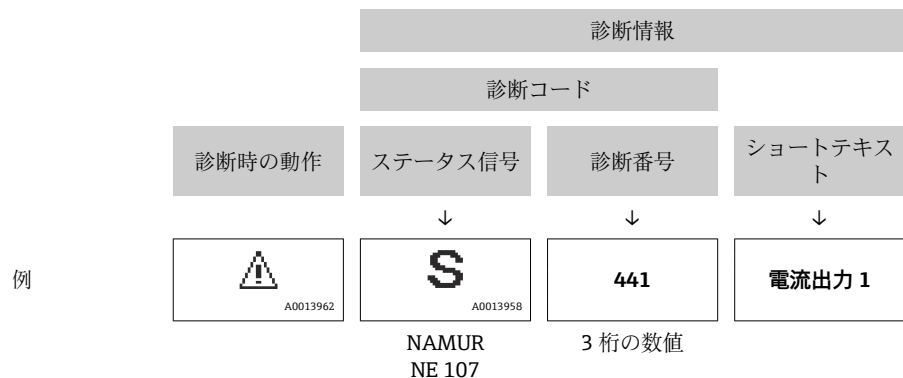 診断情報
診断コード
診断時の動作
ステータス信号
診断番号
ショートテキス
ト
↓
↓
↓
例
A0013962
S
A0013958
441
電流出力 1
NAMUR
NE 107
3 桁の数値